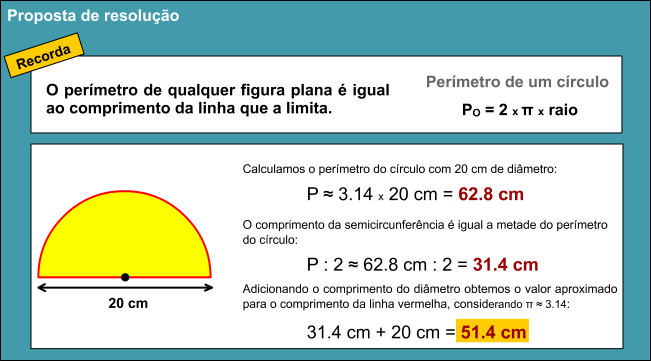 Proposta de resolução
Recorda
O perímetro de qualquer figura plana é igual
ao comprimento da linha que a limita.
Perímetro de um círculo
PO = 2 x π x raio
Calculamos o perímetro do círculo com 20 cm de diâmetro:
P ≈ 3.14 x 20 cm = 62.8 cm
O comprimento da semicircunferência é igual a metade do perímetro
do círculo:
P : 2 ≈ 62.8 cm : 2 = 31.4 cm
Adicionando o comprimento do diâmetro obtemos o valor aproximado
para o comprimento da linha vermelha, considerando π ≈ 3.14:
31.4 cm + 20 cm = 51.4 cm
20 cm